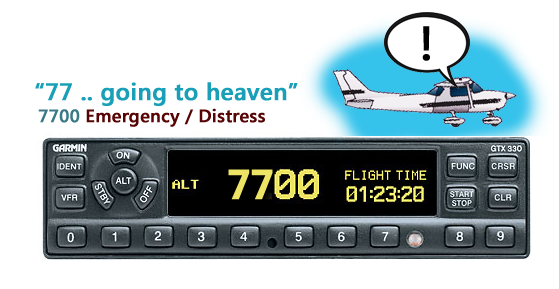 !
“77 .. going to heaven”
7700 Emergency / Distress
GARMIN
GTX 330
IDENT
ON
FUNC
CRSR
ALT
ALT
7700
FLIGHT TIME
01:23:20
VFR
STBY
OFF
START
STOP
CLR
0 1 2 3 4 5 6 7 8 9